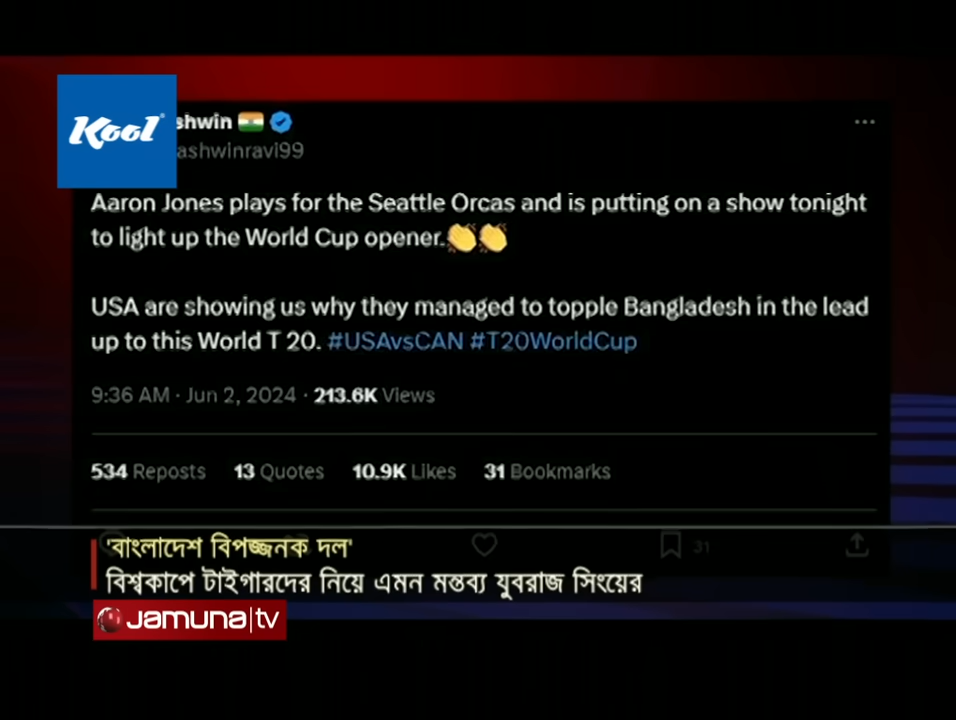 Kool
shwin
ashwinravi99
Aaron Jones plays for the Seattle Orcas and is putting on a show tonight
to light up the World Cup opener.👏👏
USA are showing us why they managed to topple Bangladesh in the lead
up to this World T 20. #USAvsCAN #T20WorldCup
9:36 AM · Jun 2, 2024 · 213.6K Views
534 Reposts 13 Quotes 10.9K Likes 31 Bookmarks
31
'বাংলাদেশ বিপজ্জনক দল'
বিশ্বকাপে টাইগারদের নিয়ে এমন মন্তব্য যুবরাজ সিংয়ের
Jamuna|tv